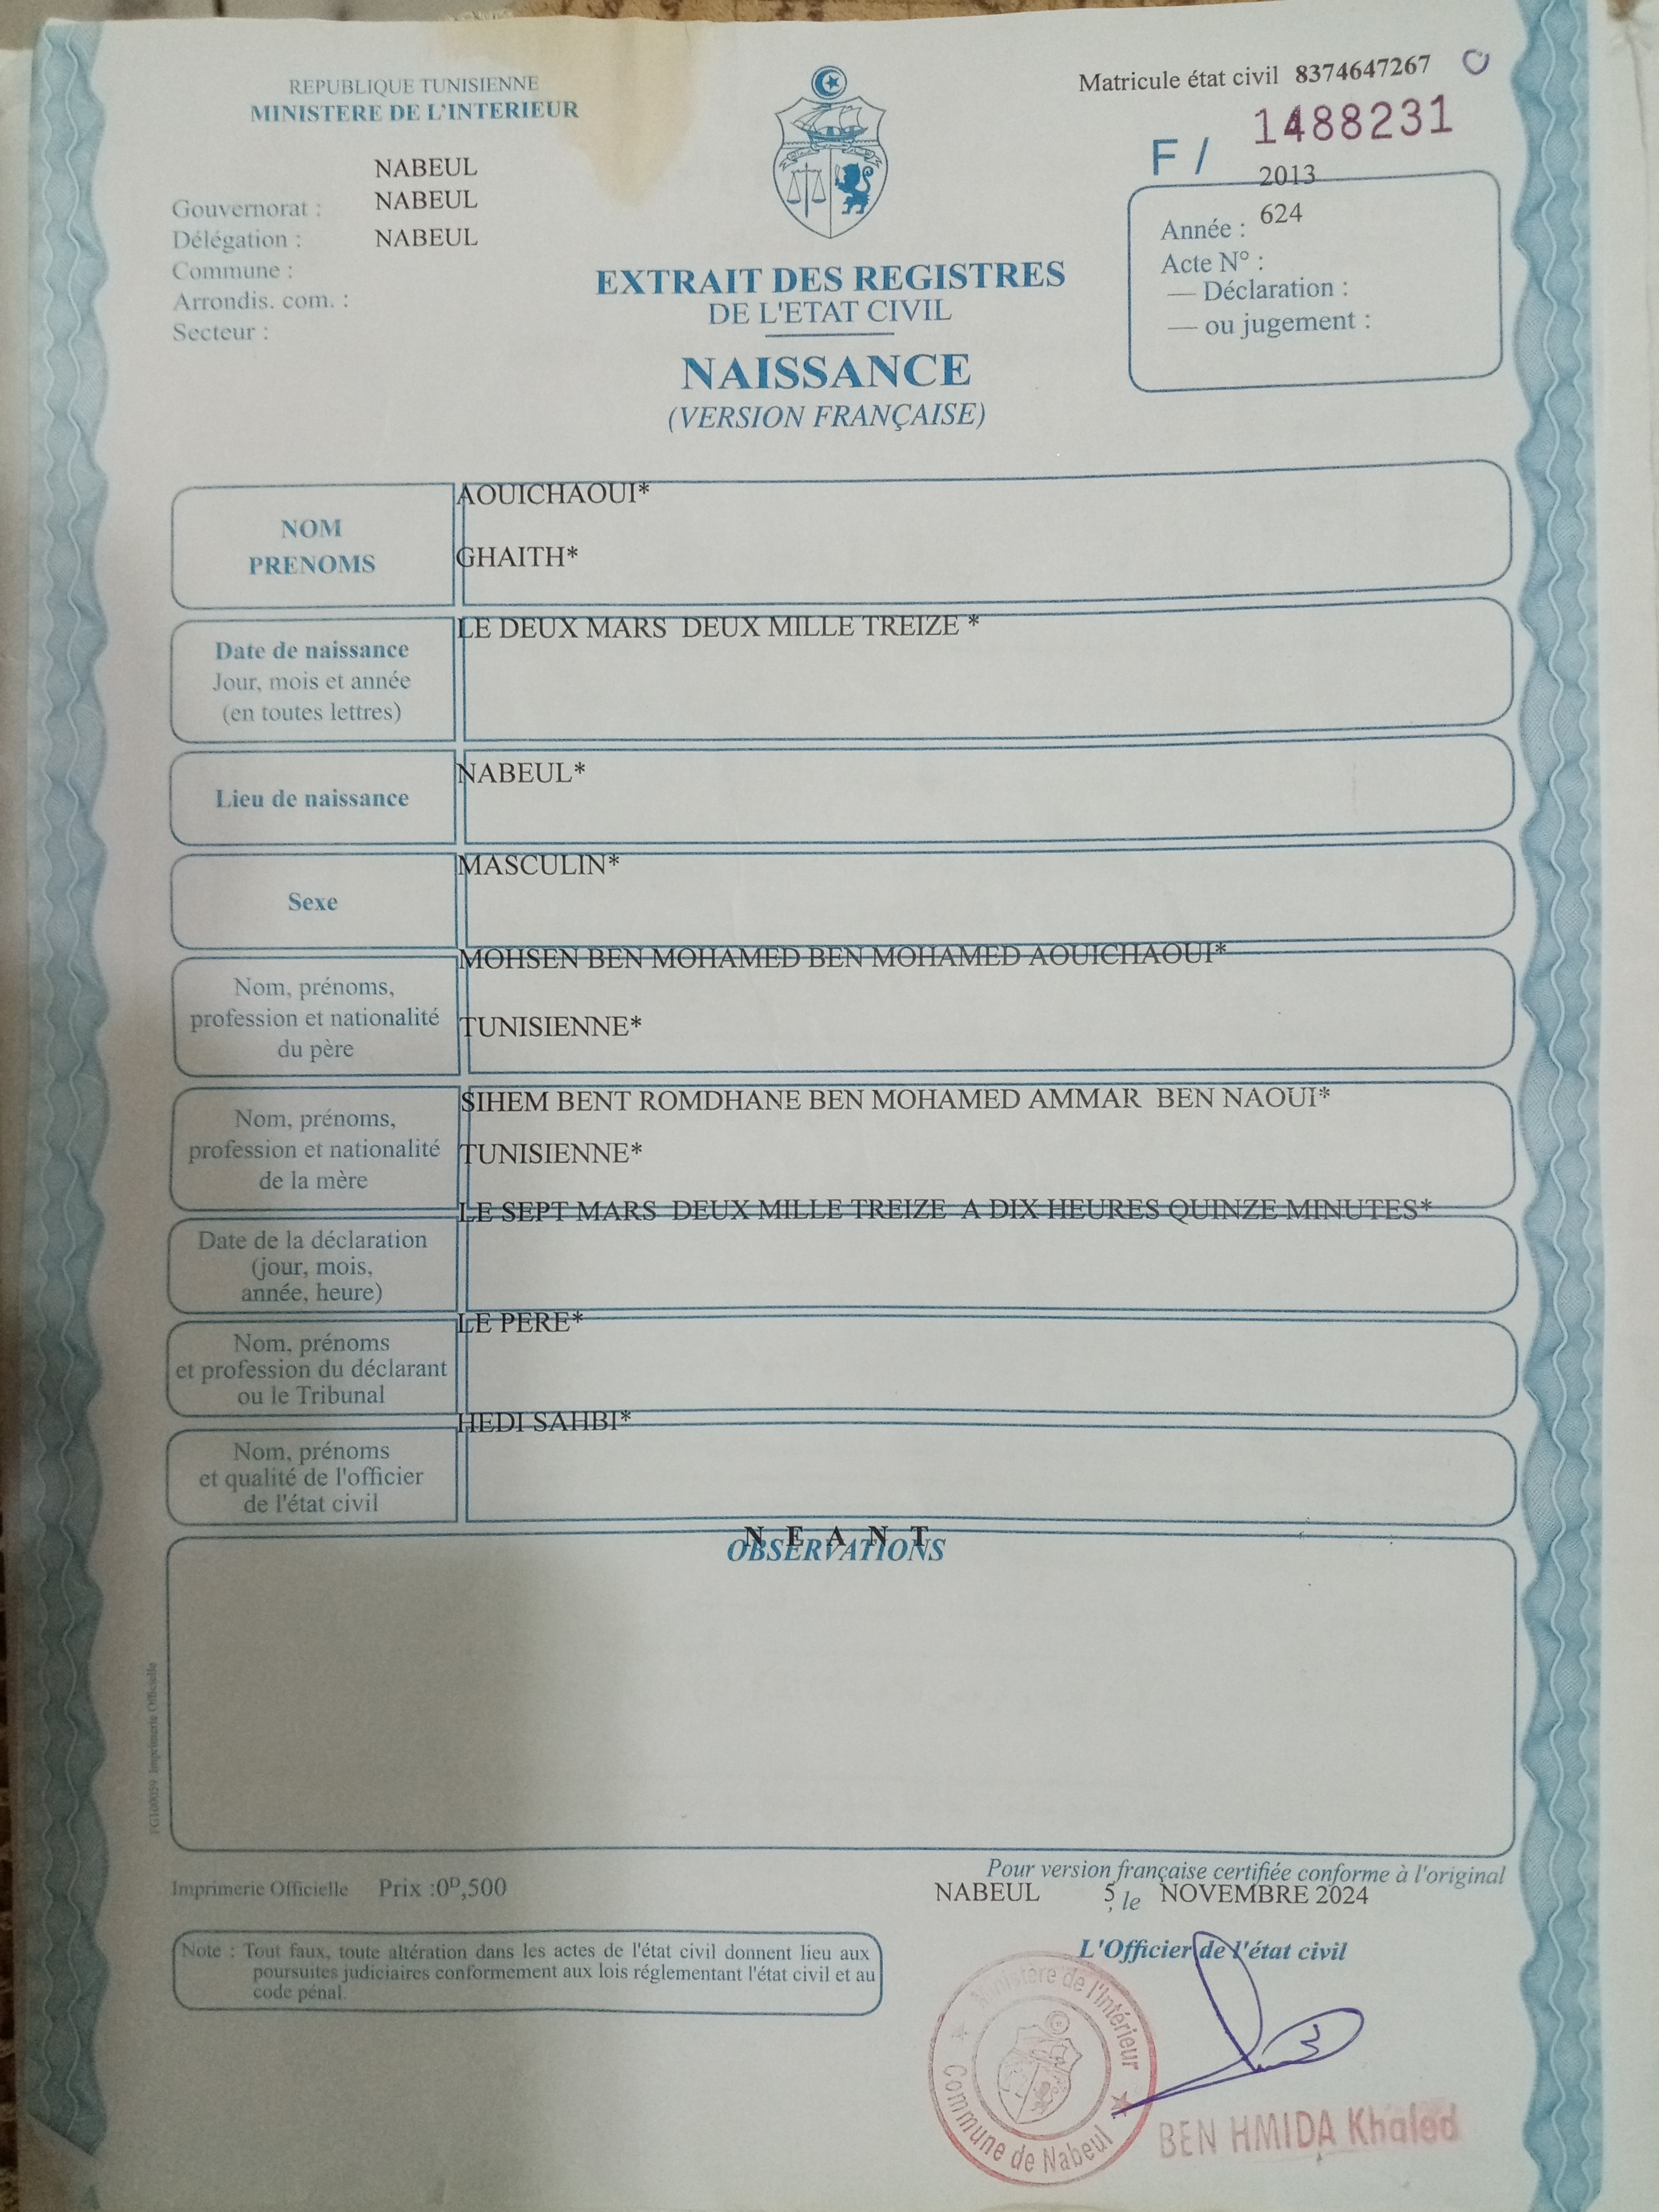 REPUBLIQUE TUNISIENNE
MINISTERE DE L'INTERIEUR
NABEUL
Gouvernorat : NABEUL
Délégation : NABEUL
Commune :
Arrondis. com. :
Secteur :
Matricule état civil 8374647267
F / 1488231
2013
Année : 624
Acte N° :
— Déclaration :
— ou jugement :
EXTRAIT DES REGISTRES
DE L'ETAT CIVIL
NAISSANCE
(VERSION FRANÇAISE)
NOM
PRENOMS
AOUICHAOUI*
GHAITH*
Date de naissance
Jour, mois et année
(en toutes lettres)
LE DEUX MARS DEUX MILLE TREIZE *
Lieu de naissance
NABEUL*
Sexe
MASCULIN*
Nom, prénoms,
profession et nationalité
du père
MOHSEN BEN MOHAMED BEN MOHAMED AOUICHAOUI*
TUNISIENNE*
Nom, prénoms,
profession et nationalité
de la mère
SIHEM BENT ROMDHANE BEN MOHAMED AMMAR BEN NAOUI*
TUNISIENNE*
Date de la déclaration
(jour, mois,
année, heure)
LE SEPT MARS DEUX MILLE TREIZE A DIX HEURES QUINZE MINUTES*
Nom, prénoms
et profession du déclarant
ou le Tribunal
LE PERE*
Nom, prénoms
et qualité de l'officier
de l'état civil
HEDI SAHBI*
N E A N T
OBSERVATIONS
Imprimerie Officielle
Imprimerie Officielle Prix :0ᴰ,500
Pour version française certifiée conforme à l'original
NABEUL 5, le NOVEMBRE 2024
Note : Tout faux, toute altération dans les actes de l'état civil donnent lieu aux
poursuites judiciaires conformement aux lois réglementant l'état civil et au
code pénal.
L'Officier de l'état civil
Ministère de l'Intérieur
Commune de Nabeul
BEN HMIDA Khaled